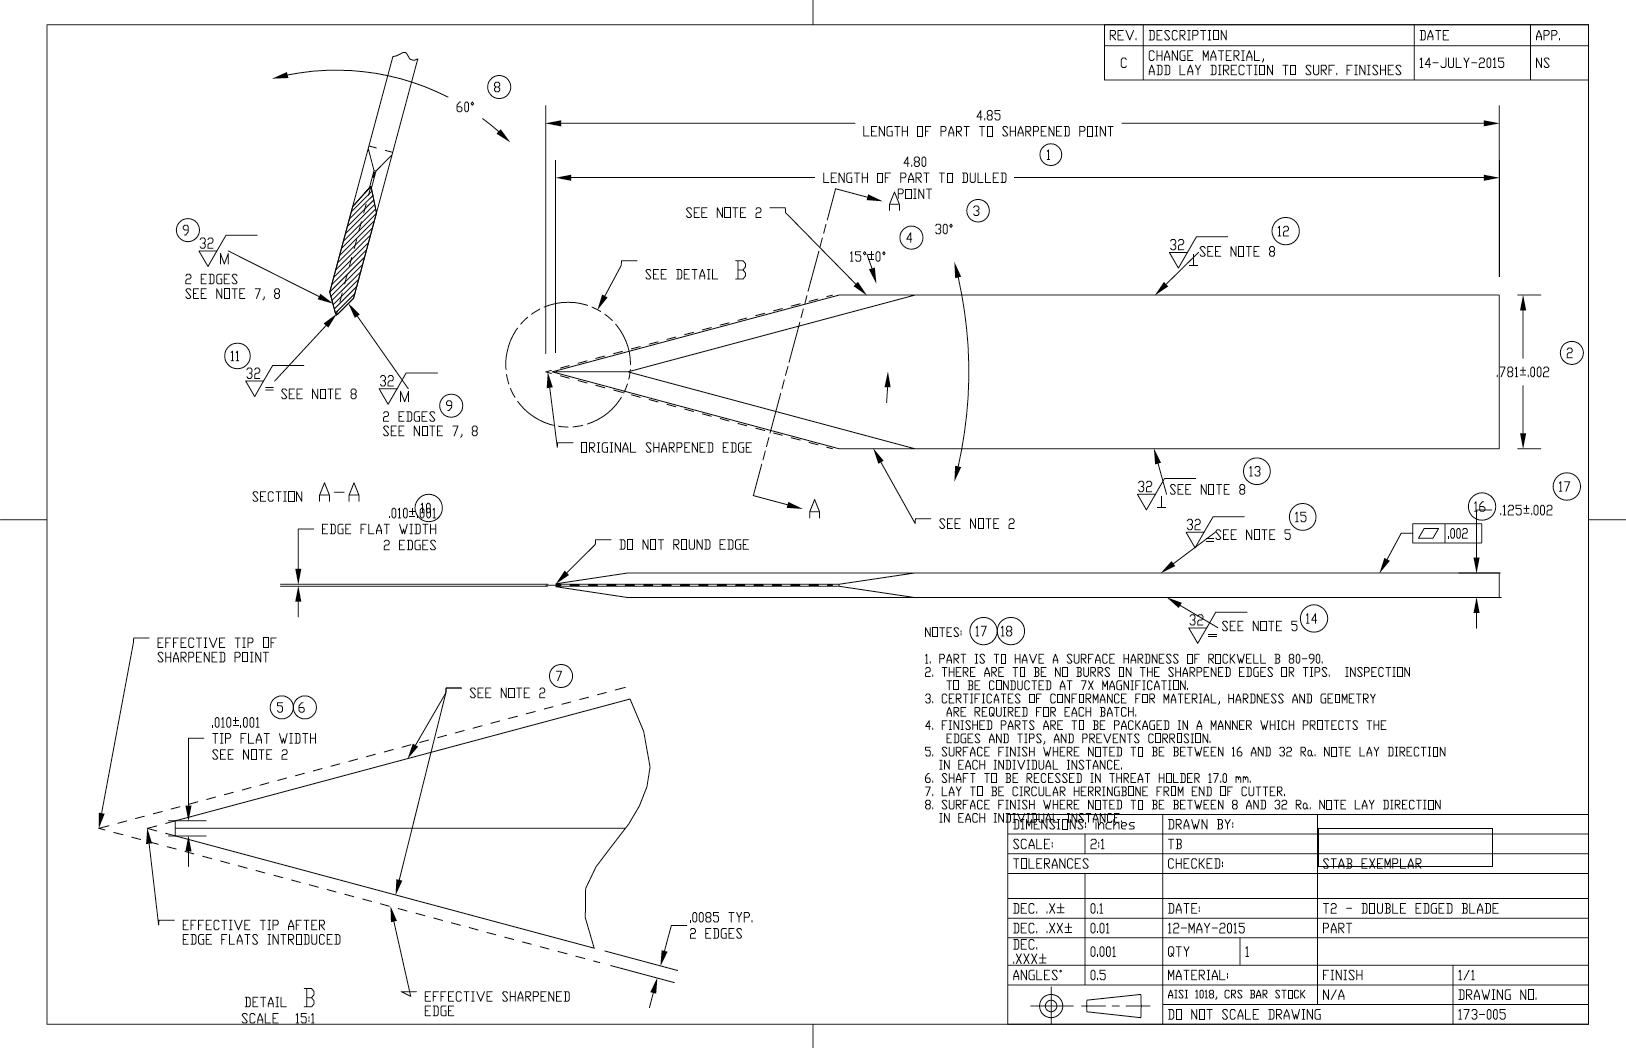 REV. DESCRIPTION DATE APP.
C CHANGE MATERIAL,
ADD LAY DIRECTION TO SURF. FINISHES 14-JULY-2015 NS
8
60°
4.85
LENGTH OF PART TO SHARPENED POINT
1
4.80
LENGTH OF PART TO DULLED
POINT
A
SEE NOTE 2
3
30°
4
15°±0°
9
32
M
2 EDGES
SEE NOTE 7, 8
12
32
⊥
SEE NOTE 8
SEE DETAIL B
11
32
=
SEE NOTE 8
32
M
9
2 EDGES
SEE NOTE 7, 8
2
.781±.002
ORIGINAL SHARPENED EDGE
SECTION A-A
A
13
32
⊥
SEE NOTE 8
17
16
.125±.002
10
.010±.001
EDGE FLAT WIDTH
2 EDGES
SEE NOTE 2
15
32
=
SEE NOTE 5
.002
DO NOT ROUND EDGE
14
32
=
SEE NOTE 5
EFFECTIVE TIP OF
SHARPENED POINT
7
SEE NOTE 2
5 6
.010±.001
TIP FLAT WIDTH
SEE NOTE 2
EFFECTIVE TIP AFTER
EDGE FLATS INTRODUCED
.0085 TYP.
2 EDGES
EFFECTIVE SHARPENED
EDGE
DETAIL B
SCALE 15:1
NOTES: 17 18
1. PART IS TO HAVE A SURFACE HARDNESS OF ROCKWELL B 80-90.
2. THERE ARE TO BE NO BURRS ON THE SHARPENED EDGES OR TIPS. INSPECTION
TO BE CONDUCTED AT 7X MAGNIFICATION.
3. CERTIFICATES OF CONFORMANCE FOR MATERIAL, HARDNESS AND GEOMETRY
ARE REQUIRED FOR EACH BATCH.
4. FINISHED PARTS ARE TO BE PACKAGED IN A MANNER WHICH PROTECTS THE
EDGES AND TIPS, AND PREVENTS CORROSION.
5. SURFACE FINISH WHERE NOTED TO BE BETWEEN 16 AND 32 Ra. NOTE LAY DIRECTION
IN EACH INDIVIDUAL INSTANCE.
6. SHAFT TO BE RECESSED IN THREAT HOLDER 17.0 mm.
7. LAY TO BE CIRCULAR HERRINGBONE FROM END OF CUTTER.
8. SURFACE FINISH WHERE NOTED TO BE BETWEEN 8 AND 32 Ra. NOTE LAY DIRECTION
IN EACH INDIVIDUAL INSTANCE.
DIMENSIONS: inches DRAWN BY:
SCALE: 2:1 TB
TOLERANCES CHECKED: STAB EXEMPLAR
DEC. .X± 0.1 DATE: T2 - DOUBLE EDGED BLADE
DEC. .XX± 0.01 12-MAY-2015 PART
DEC.
.XXX± 0.001 QTY 1
ANGLES° 0.5 MATERIAL: FINISH 1/1
AISI 1018, CRS BAR STOCK N/A DRAWING NO.
DO NOT SCALE DRAWING 173-005